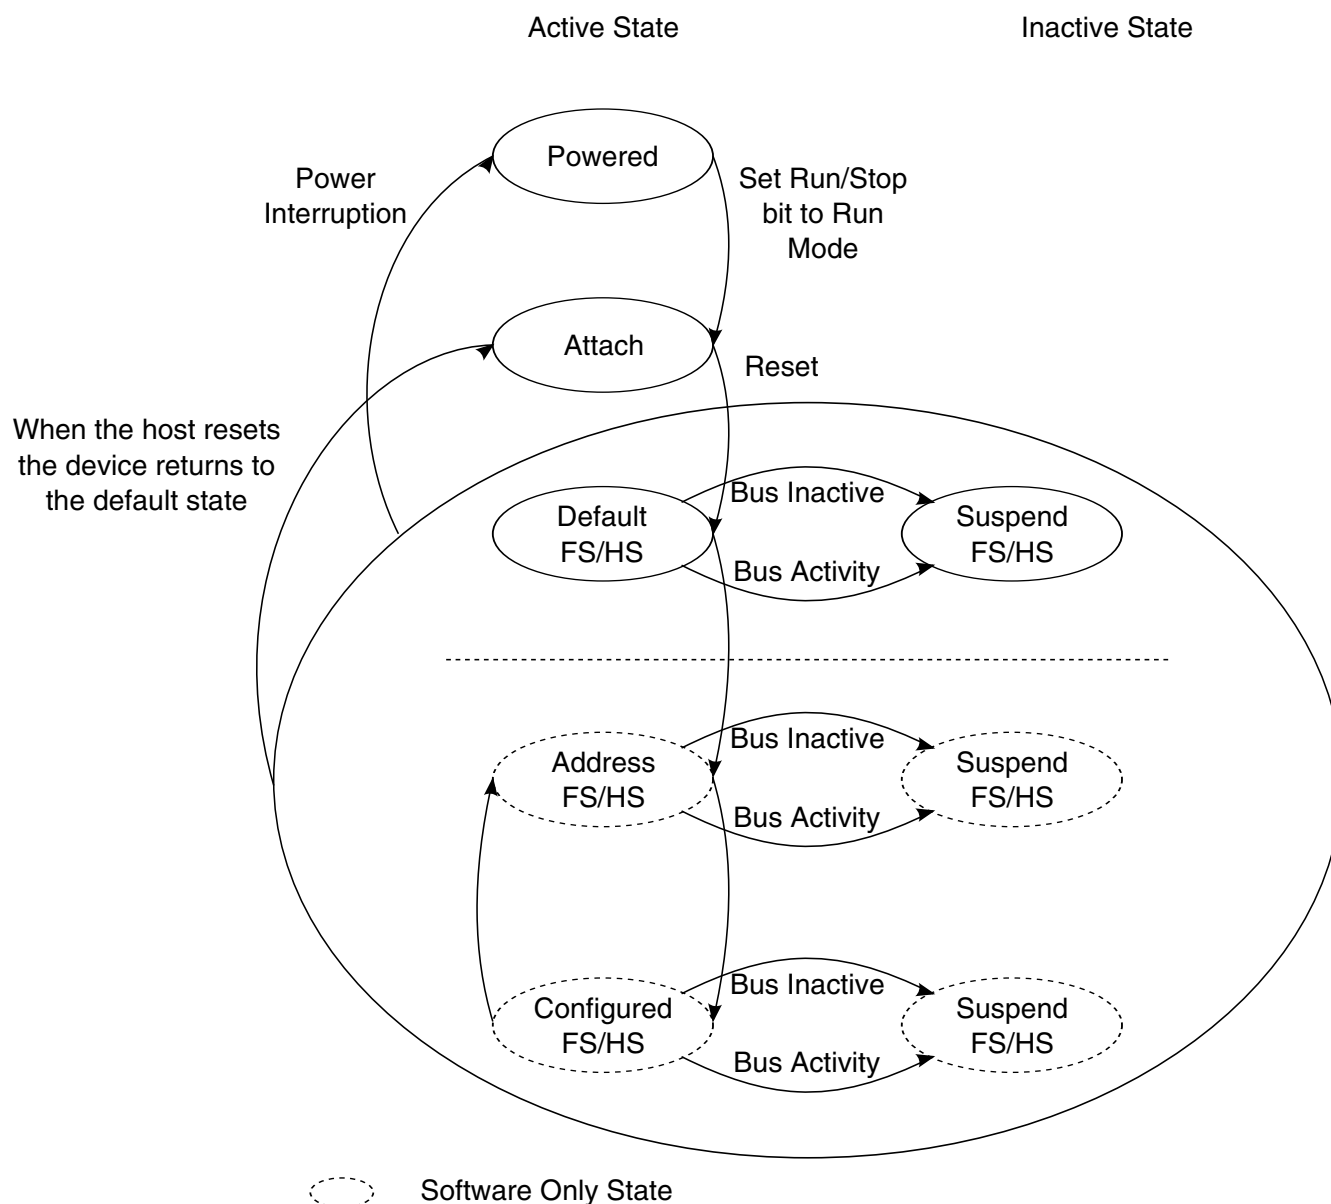 Active State
Inactive State
Powered
Power
Interruption
Set Run/Stop
bit to Run
Mode
Attach
Reset
When the host resets
the device returns to
the default state
Default
FS/HS
Bus Inactive
Bus Activity
Suspend
FS/HS
Address
FS/HS
Bus Inactive
Bus Activity
Suspend
FS/HS
Configured
FS/HS
Bus Inactive
Bus Activity
Suspend
FS/HS
Software Only State